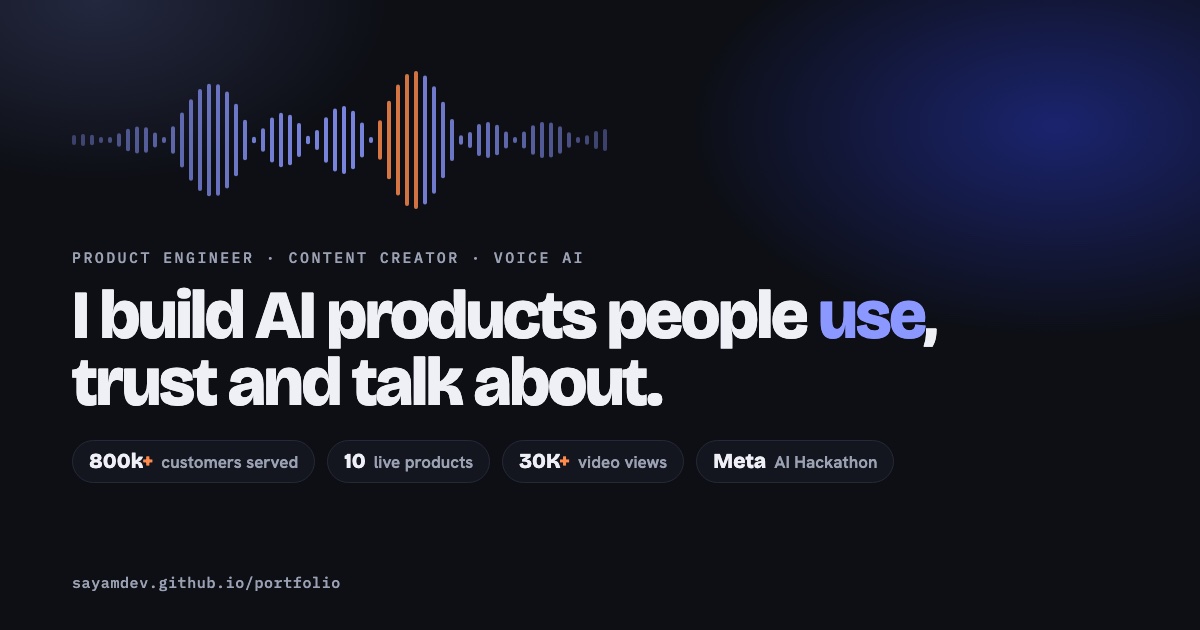 PRODUCT ENGINEER · CONTENT CREATOR · VOICE AI
I build AI products people use,
trust and talk about.
800k+ customers served
10 live products
30K+ video views
Meta AI Hackathon
sayamdev.github.io/portfolio